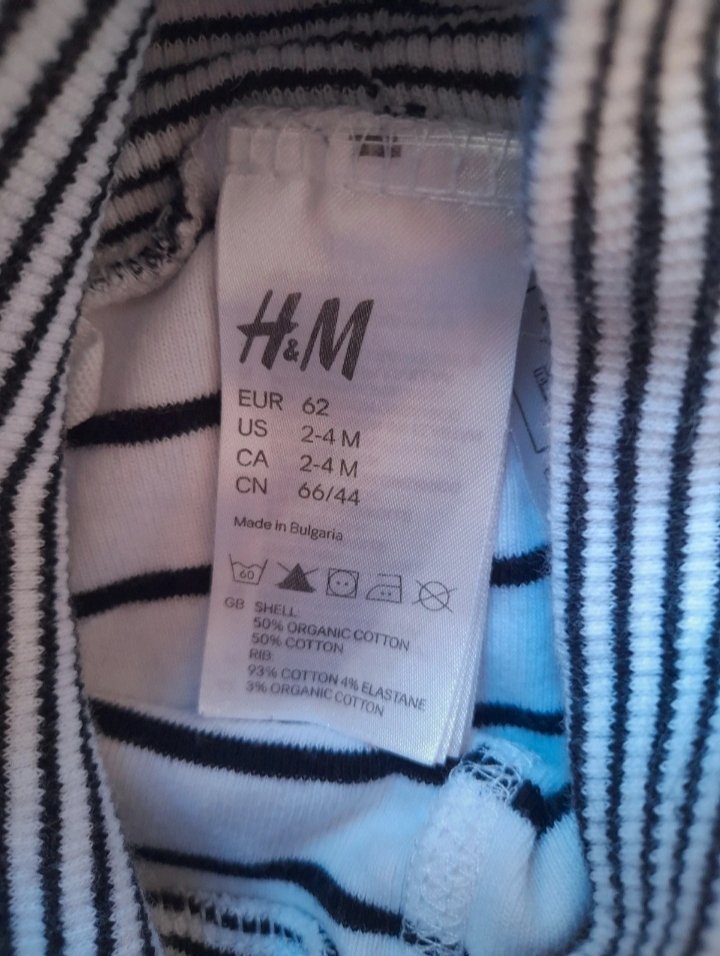 H&M
EUR 62
US 2-4 M
CA 2-4 M
CN 66/44
Made in Bulgaria
60
GB SHELL:
50% ORGANIC COTTON
50% COTTON
RIB:
93% COTTON 4% ELASTANE
3% ORGANIC COTTON